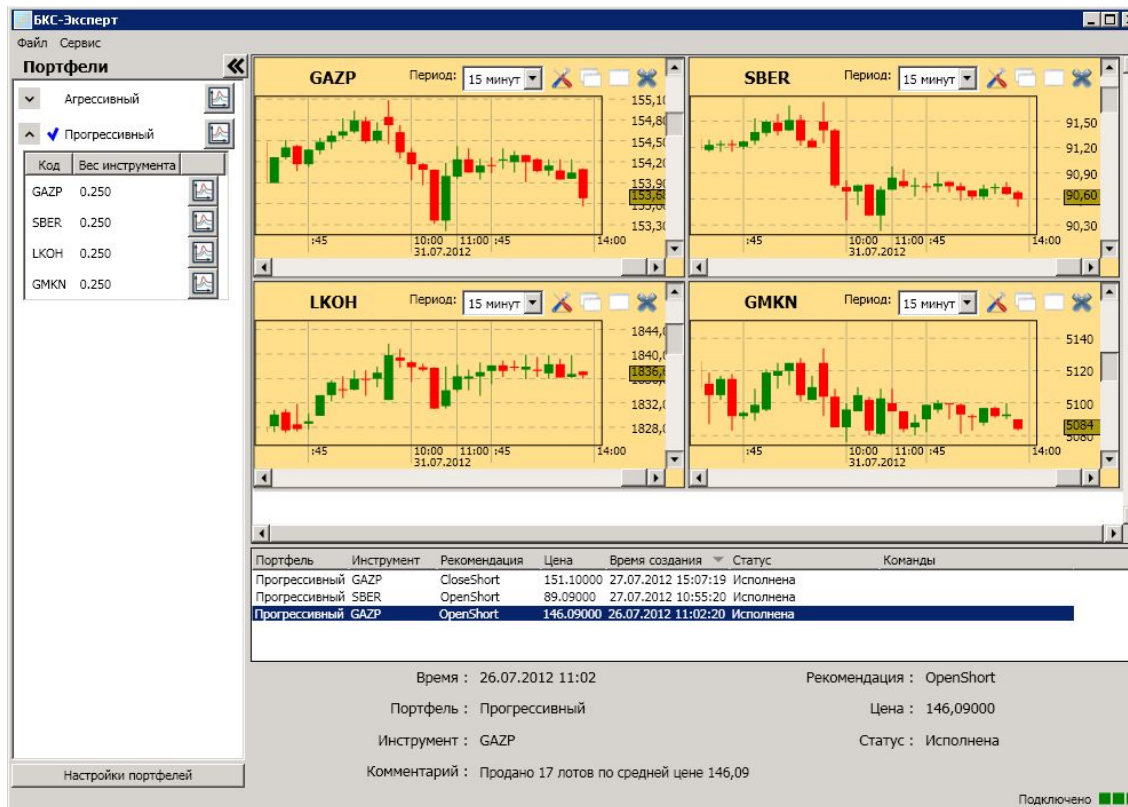 БКС-Эксперт
Файл Сервис
Портфели
Агрессивный
Прогрессивный
Код Вес инструмента
GAZP 0.250
SBER 0.250
LKOH 0.250
GMKN 0.250
Настройки портфелей
GAZP Период: 15 минут
155,10
154,80
154,50
154,20
153,90
153,60
153,30
:45 10:00 11:00 :45 14:00
31.07.2012
SBER Период: 15 минут
91,50
91,20
90,90
90,60
90,30
:45 10:00 11:00 :45 14:00
31.07.2012
LKOH Период: 15 минут
1844,0
1840,0
1832,0
1828,0
:45 10:00 11:00 :45 14:00
31.07.2012
GMKN Период: 15 минут
5140
5120
5100
5084
5080
:45 10:00 11:00 :45 14:00
31.07.2012
Портфель Инструмент Рекомендация Цена Время создания Статус Команды
Прогрессивный GAZP CloseShort 151.10000 27.07.2012 15:07:19 Исполнена
Прогрессивный SBER OpenShort 89.09000 27.07.2012 10:55:20 Исполнена
Прогрессивный GAZP OpenShort 146.09000 26.07.2012 11:02:20 Исполнена
Время : 26.07.2012 11:02 Рекомендация : OpenShort
Портфель : Прогрессивный Цена : 146,09000
Инструмент : GAZP Статус : Исполнена
Комментарий : Продано 17 лотов по средней цене 146,09
Подключено